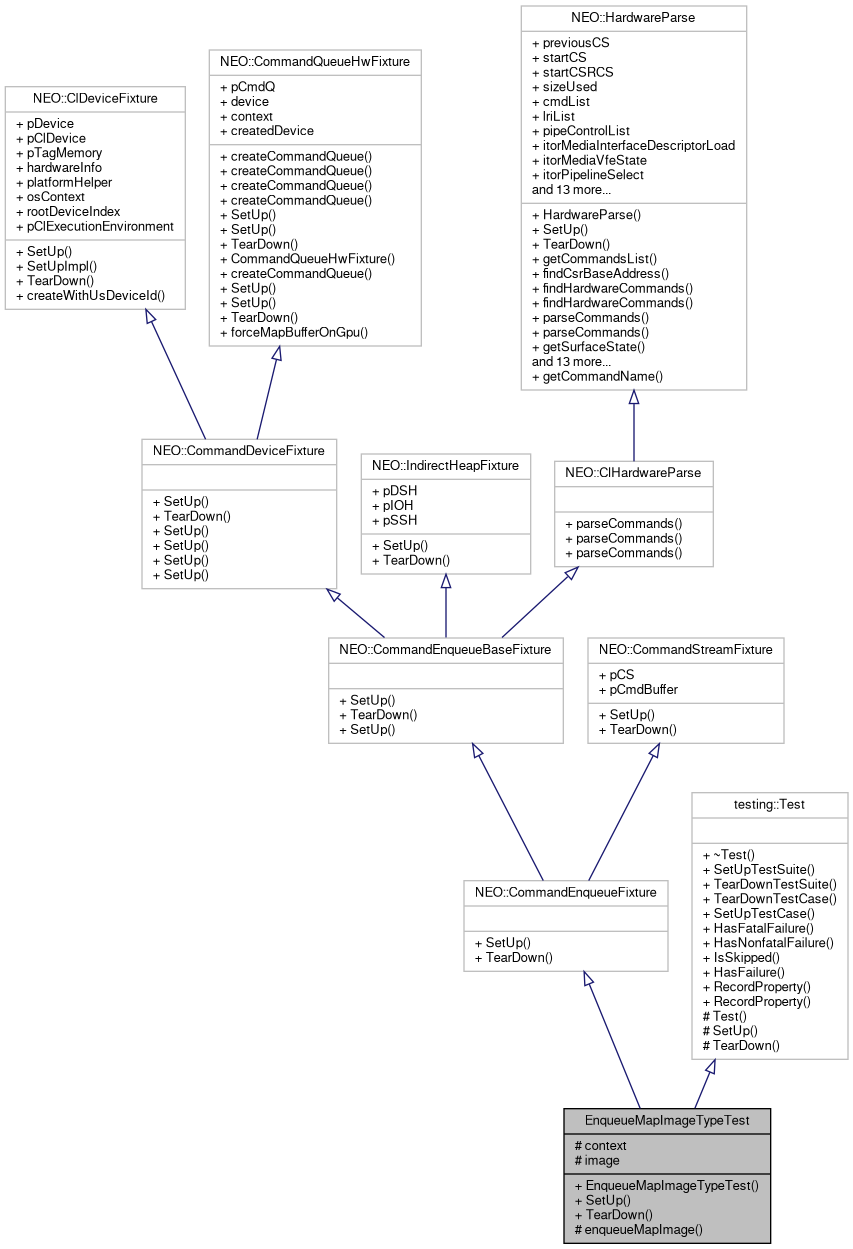 NEO::HardwareParse
+ previousCS
+ startCS
+ startCSRCS
+ sizeUsed
+ cmdList
+ lriList
+ pipeControlList
+ itorMediaInterfaceDescriptorLoad
+ itorMediaVfeState
+ itorPipelineSelect
and 13 more...
+ HardwareParse()
+ SetUp()
+ TearDown()
+ getCommandsList()
+ findCsrBaseAddress()
+ findHardwareCommands()
+ findHardwareCommands()
+ parseCommands()
+ parseCommands()
+ getSurfaceState()
and 13 more...
+ getCommandName()
NEO::CommandQueueHwFixture
+ pCmdQ
+ device
+ context
+ createdDevice
+ createCommandQueue()
+ createCommandQueue()
+ createCommandQueue()
+ createCommandQueue()
+ SetUp()
+ SetUp()
+ TearDown()
+ CommandQueueHwFixture()
+ createCommandQueue()
+ SetUp()
+ SetUp()
+ TearDown()
+ forceMapBufferOnGpu()
NEO::ClDeviceFixture
+ pDevice
+ pClDevice
+ pTagMemory
+ hardwareInfo
+ platformHelper
+ osContext
+ rootDeviceIndex
+ pClExecutionEnvironment
+ SetUp()
+ SetUpImpl()
+ TearDown()
+ createWithUsDeviceId()
NEO::CommandDeviceFixture
+ SetUp()
+ TearDown()
+ SetUp()
+ SetUp()
+ SetUp()
+ SetUp()
NEO::IndirectHeapFixture
+ pDSH
+ pIOH
+ pSSH
+ SetUp()
+ TearDown()
NEO::ClHardwareParse
+ parseCommands()
+ parseCommands()
+ parseCommands()
NEO::CommandEnqueueBaseFixture
+ SetUp()
+ TearDown()
+ SetUp()
NEO::CommandStreamFixture
+ pCS
+ pCmdBuffer
+ SetUp()
+ TearDown()
NEO::CommandEnqueueFixture
+ SetUp()
+ TearDown()
testing::Test
+ ~Test()
+ SetUpTestSuite()
+ TearDownTestSuite()
+ TearDownTestCase()
+ SetUpTestCase()
+ HasFatalFailure()
+ HasNonfatalFailure()
+ IsSkipped()
+ HasFailure()
+ RecordProperty()
+ RecordProperty()
# Test()
# SetUp()
# TearDown()
EnqueueMapImageTypeTest
# context
# image
+ EnqueueMapImageTypeTest()
+ SetUp()
+ TearDown()
# enqueueMapImage()